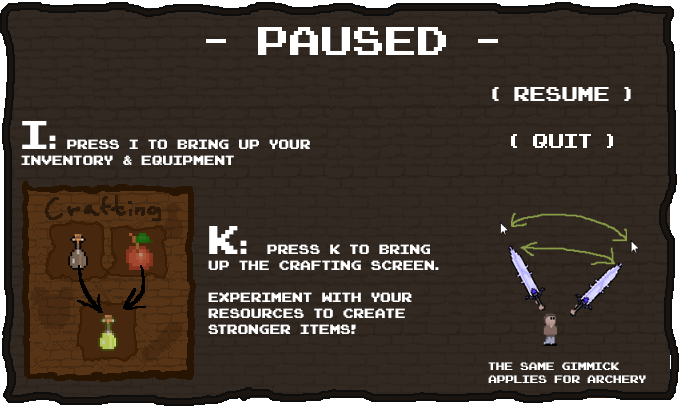 - PAUSED -
( RESUME )
( QUIT )
I: PRESS I TO BRING UP YOUR
INVENTORY & EQUIPMENT
Crafting
K: PRESS K TO BRING
UP THE CRAFTING SCREEN.
EXPERIMENT WITH YOUR
RESOURCES TO CREATE
STRONGER ITEMS!
THE SAME GIMMICK
APPLIES FOR ARCHERY